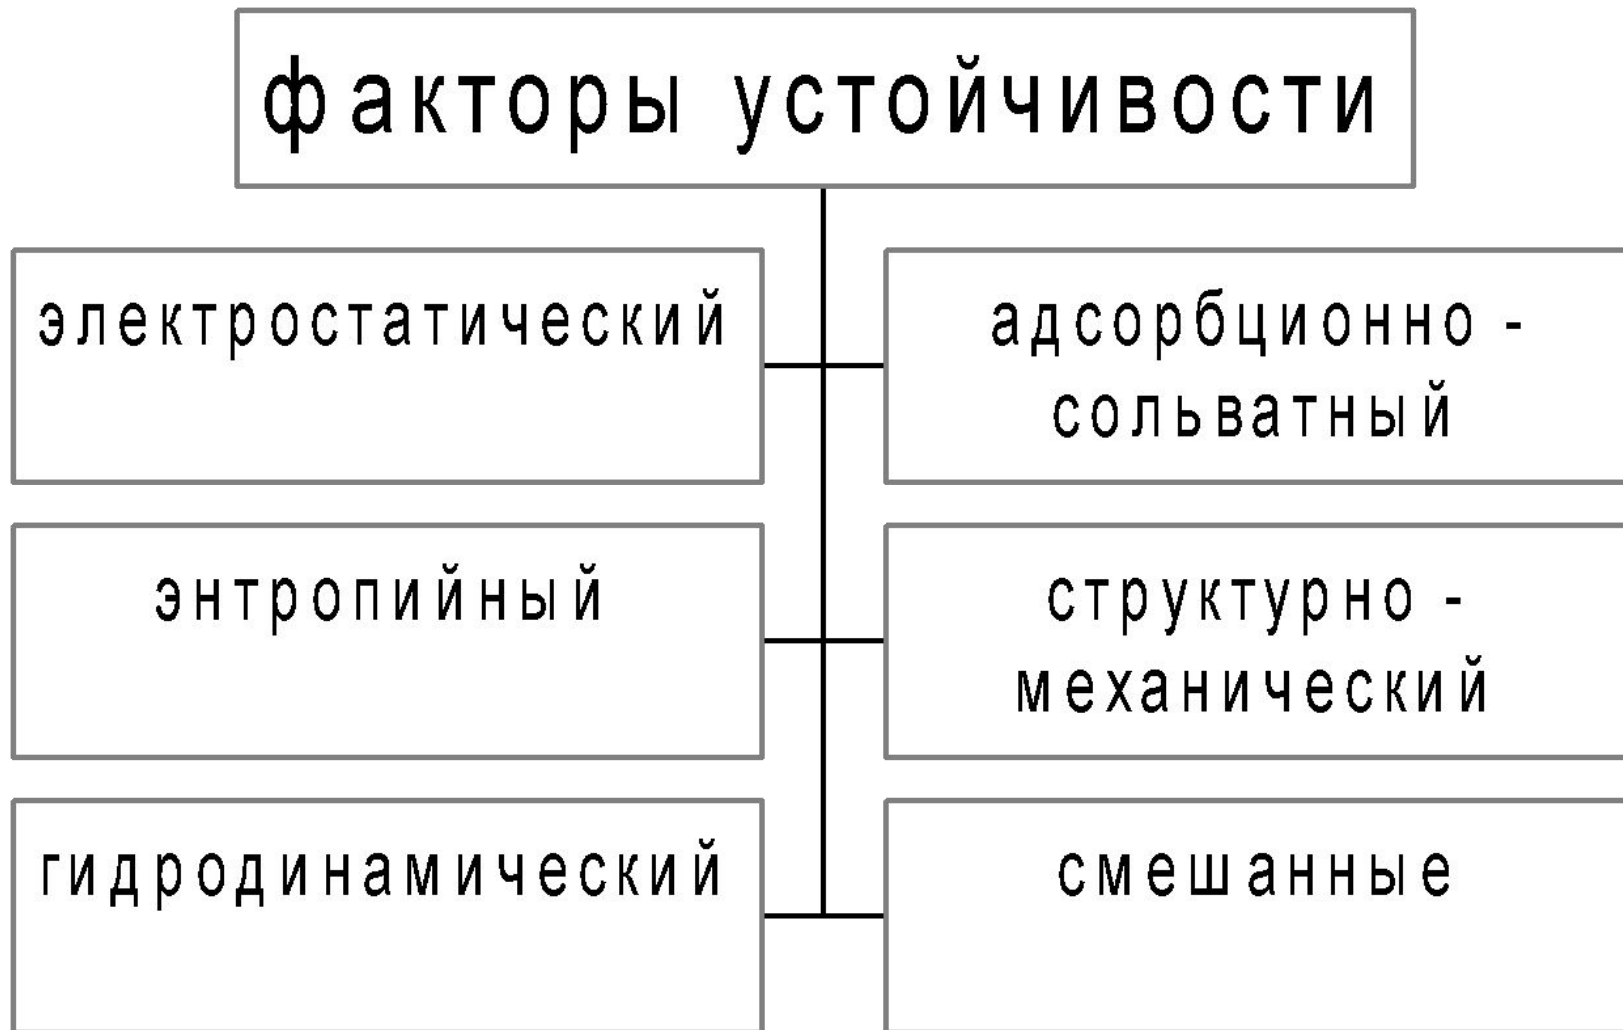 факторы устойчивости
электростатический
адсорбционно -
сольватный
энтропийный
структурно -
механический
гидродинамический
смешанные